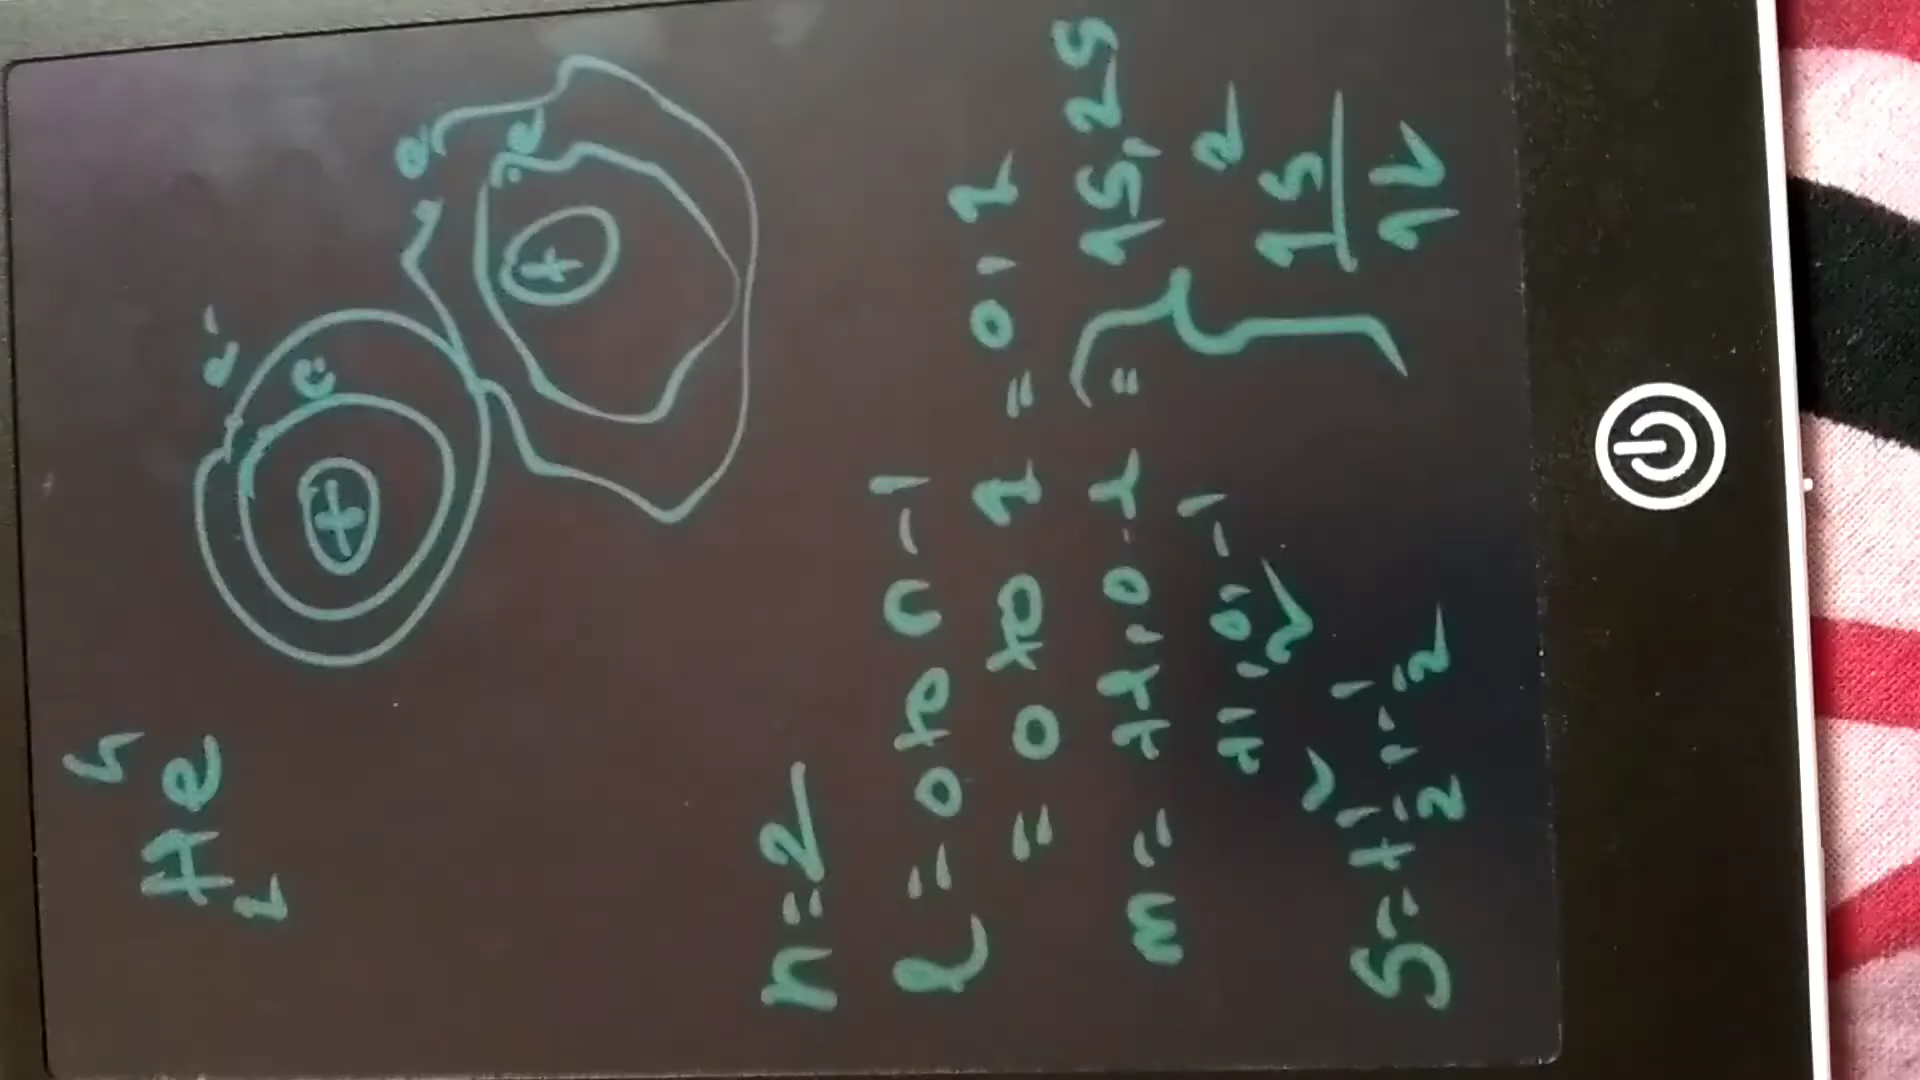 4
He
2
+
e
e-
+
e
e
n=2
l = 0 to n-1
= 0 to 1 = 0, 1
m = +l, 0 -l = 1s, 2s
+1, 0, -1
1s
S = +1/2, -1/2